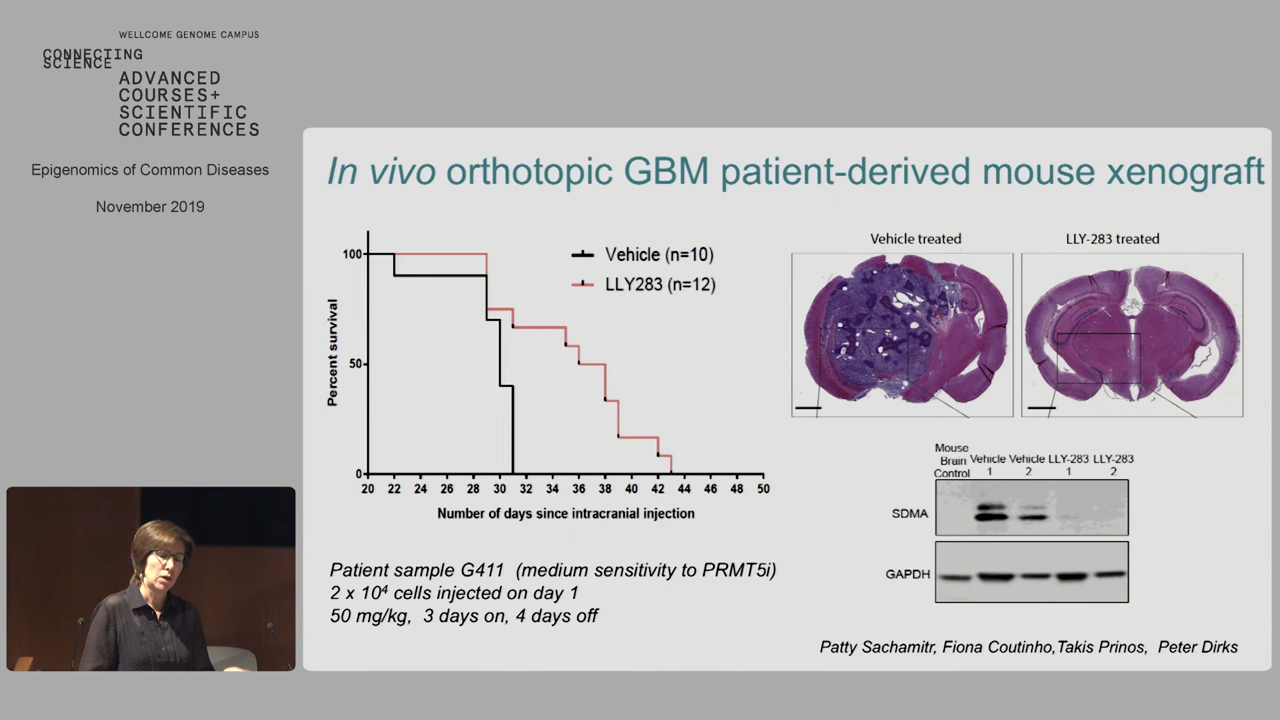 WELLCOME GENOME CAMPUS
CONNECTING
SCIENCE
ADVANCED
COURSES+
SCIENTIFIC
CONFERENCES
Epigenomics of Common Diseases
November 2019
In vivo orthotopic GBM patient-derived mouse xenograft
Vehicle (n=10)
LLY283 (n=12)
Percent survival
100
50
0
20 22 24 26 28 30 31 33 34 36 38 40 42 44 46 48 50
Number of days since intracranial injection
Vehicle treated
LLY-283 treated
Mouse
Brain Vehicle Vehicle LLY-283 LLY-283
Control 1 2 1 2
SDMA
GAPDH
Patient sample G411 (medium sensitivity to PRMT5i)
2 x 10⁴ cells injected on day 1
50 mg/kg, 3 days on, 4 days off
Patty Sachamitr, Fiona Coutinho,Takis Prinos, Peter Dirks